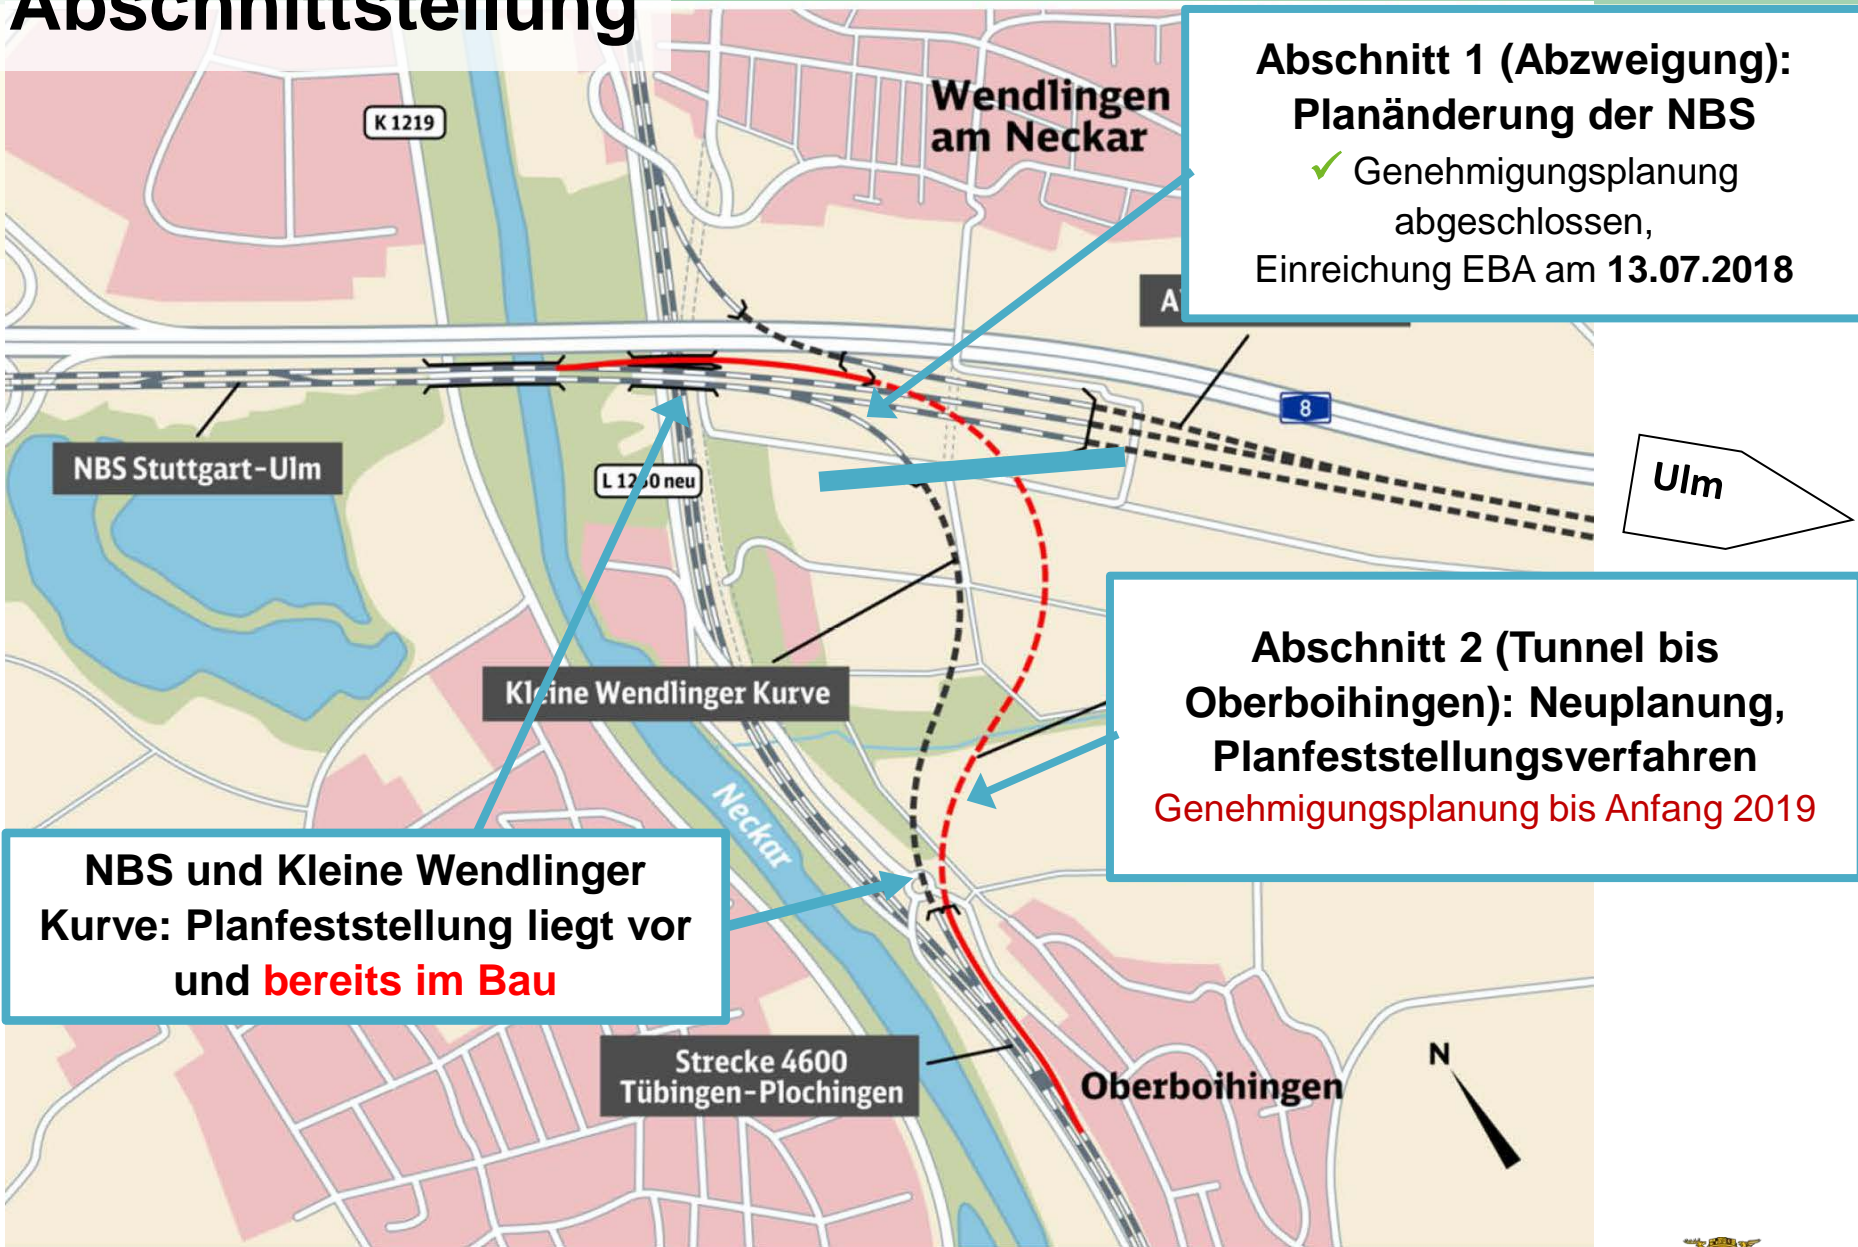 Abschnittstellung
K 1219
Wendlingen
am Neckar
Abschnitt 1 (Abzweigung):
Planänderung der NBS
✓ Genehmigungsplanung
abgeschlossen,
Einreichung EBA am 13.07.2018
8
NBS Stuttgart-Ulm
Ulm
Kleine Wendlinger Kurve
Abschnitt 2 (Tunnel bis
Oberboihingen): Neuplanung,
Planfeststellungsverfahren
Genehmigungsplanung bis Anfang 2019
Neckar
NBS und Kleine Wendlinger
Kurve: Planfeststellung liegt vor
und bereits im Bau
Strecke 4600
Tübingen-Plochingen
Oberboihingen
N